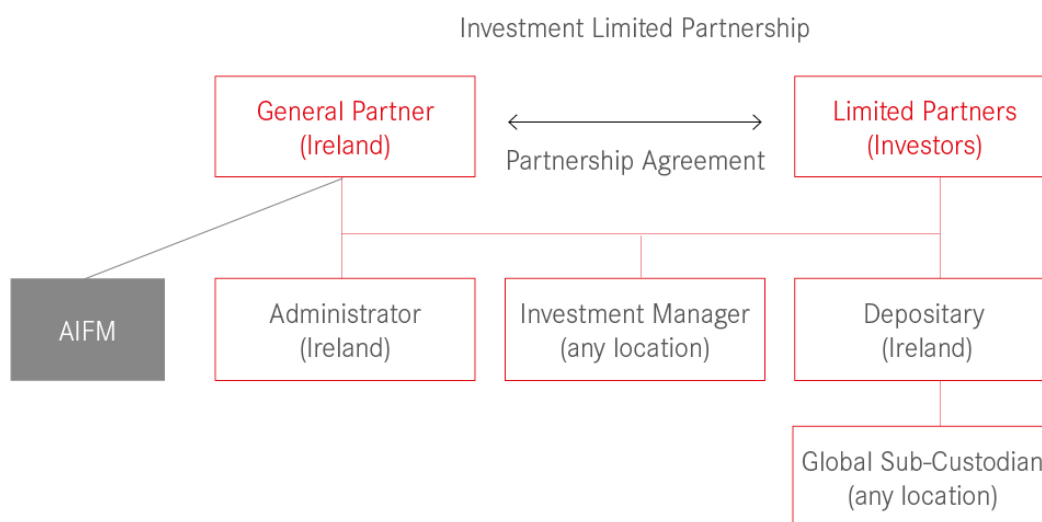 Investment Limited Partnership
General Partner
(Ireland)
Partnership Agreement
Limited Partners
(Investors)
AIFM
Administrator
(Ireland)
Investment Manager
(any location)
Depositary
(Ireland)
Global Sub-Custodian
(any location)